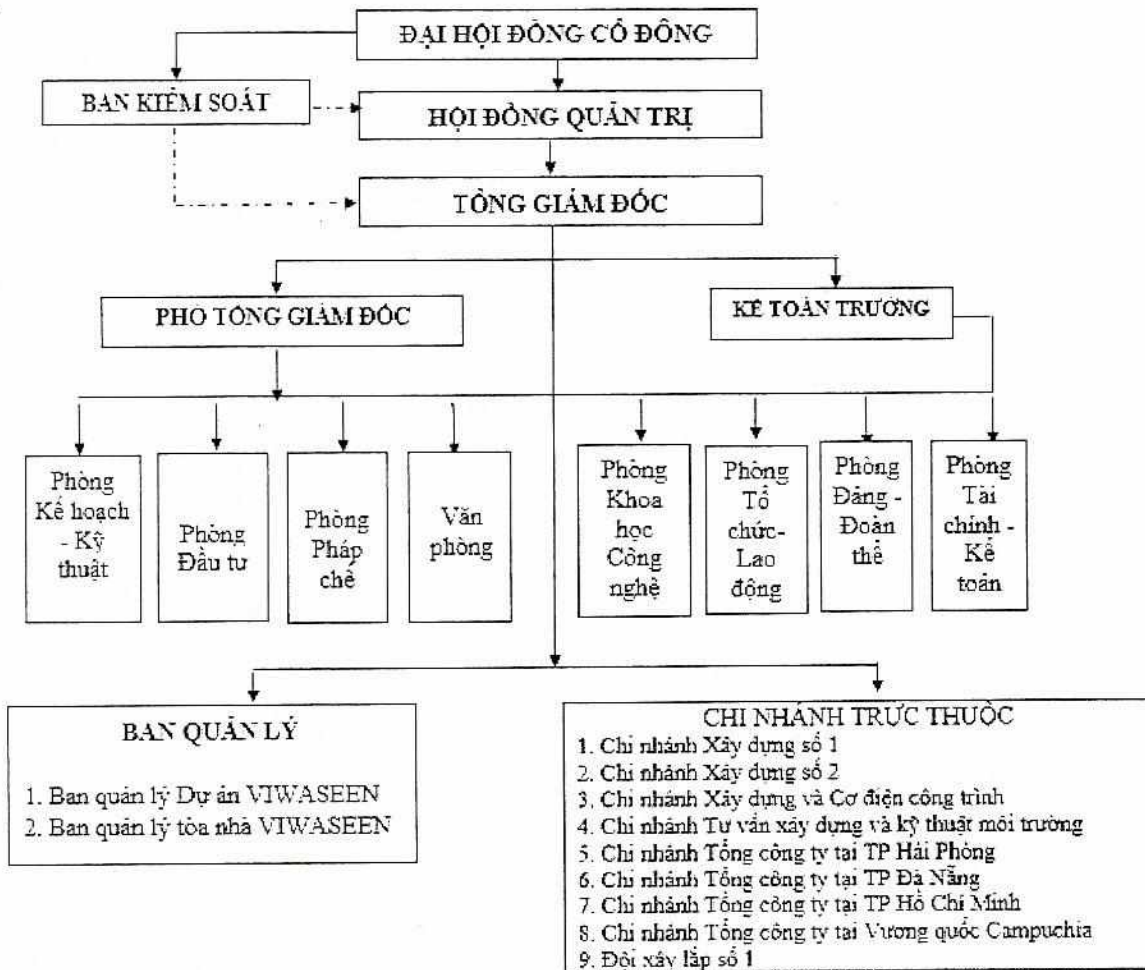 ĐẠI HỘI ĐỒNG CỔ ĐÔNG
BAN KIỂM SOÁT
HỘI ĐỒNG QUẢN TRỊ
TỔNG GIÁM ĐỐC
PHÓ TỔNG GIÁM ĐỐC
KẾ TOÁN TRƯỞNG
Phòng
Kế hoạch
- Kỹ
thuật
Phòng
Đầu tư
Phòng
Pháp
chế
Văn
phòng
Phòng
Khoa
học
Công
nghệ
Phòng
Tổ
chức-
Lao
động
Phòng
Đảng -
Đoàn
thể
Phòng
Tài
chính -
Kế
toán
BAN QUẢN LÝ
1. Ban quản lý Dự án VIWASEEN
2. Ban quản lý tòa nhà VIWASEEN
CHI NHÁNH TRỰC THUỘC
1. Chi nhánh Xây dựng số 1
2. Chi nhánh Xây dựng số 2
3. Chi nhánh Xây dựng và Cơ điện công trình
4. Chi nhánh Tư vấn xây dựng và kỹ thuật môi trường
5. Chi nhánh Tổng công ty tại TP Hải Phòng
6. Chi nhánh Tổng công ty tại TP Đà Nẵng
7. Chi nhánh Tổng công ty tại TP Hồ Chí Minh
8. Chi nhánh Tổng công ty tại Vương quốc Campuchia
9. Đội xây lắp số 1